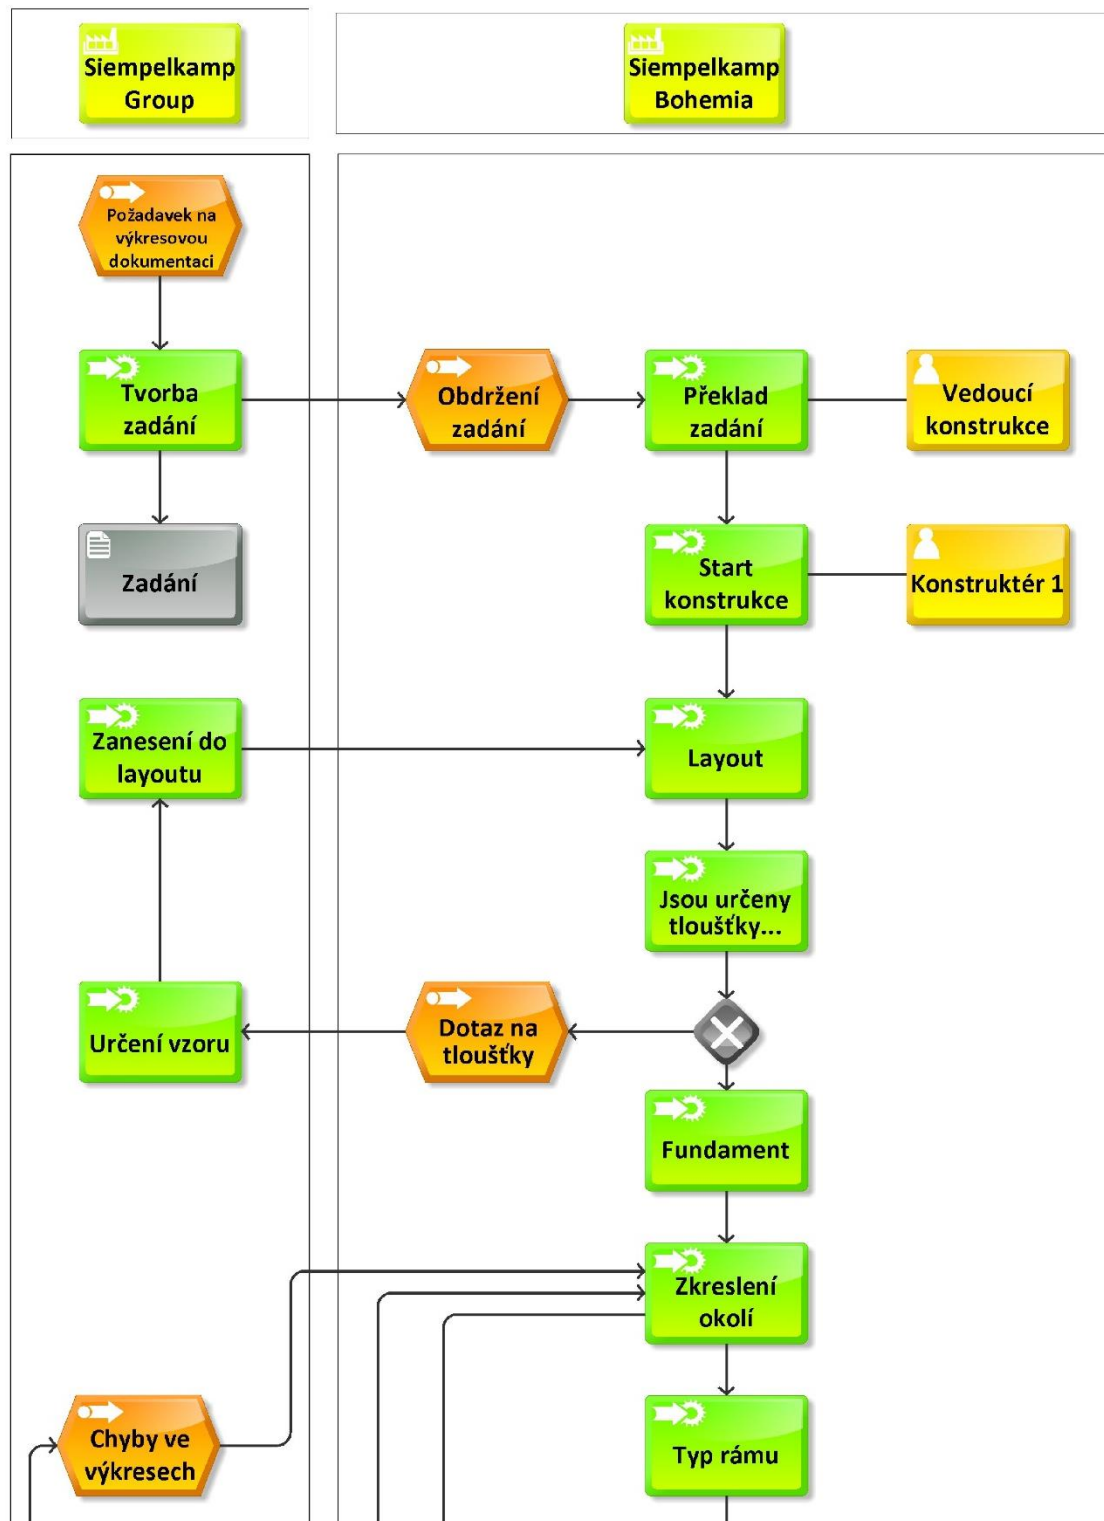 Siempelkamp
Group
Siempelkamp
Bohemia
Požadavek na
výkresovou
dokumentaci
Tvorba
zadání
Obdržení
zadání
Překlad
zadání
Vedoucí
konstrukce
Zadání
Start
konstrukce
Konstruktér 1
Zanesení do
layoutu
Layout
Jsou určeny
tloušťky...
Určení vzoru
Dotaz na
tloušťky
Fundament
Zkreslení
okolí
Chyby ve
výkresech
Typ rámu